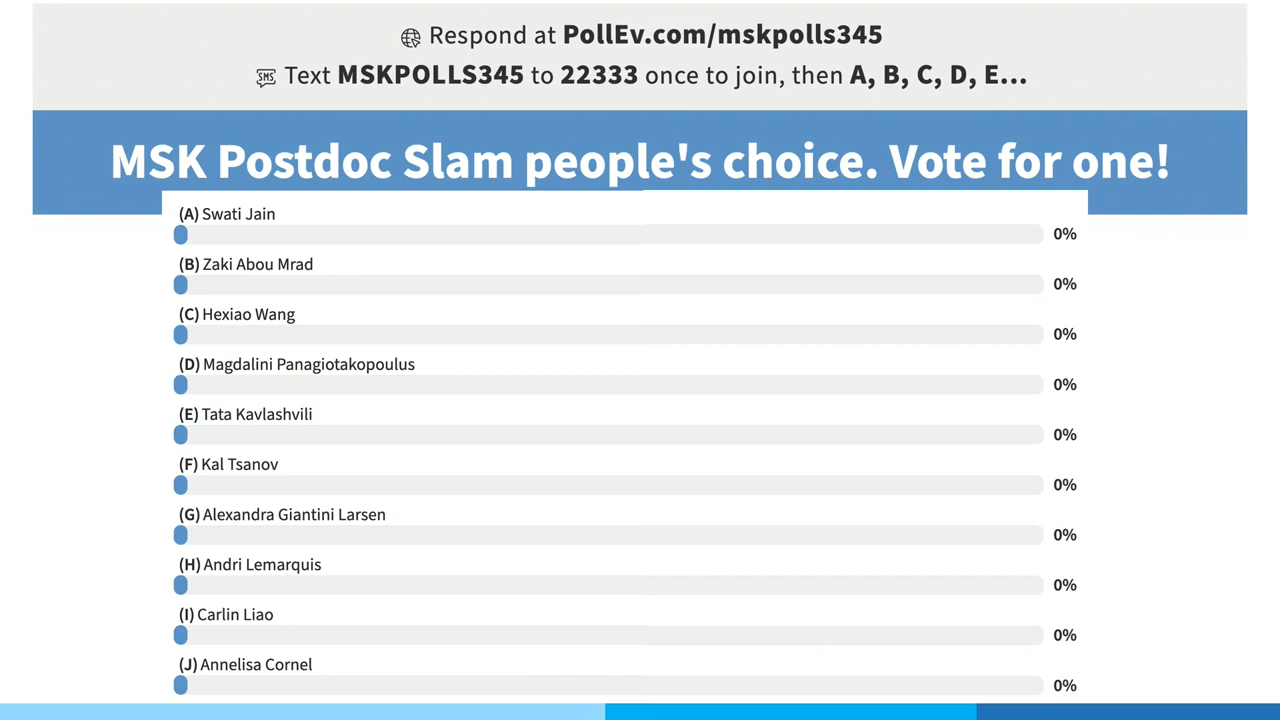 Respond at PollEv.com/mskpolls345
SMS Text MSKPOLLS345 to 22333 once to join, then A, B, C, D, E...
MSK Postdoc Slam people's choice. Vote for one!
(A) Swati Jain
0%
(B) Zaki Abou Mrad
0%
(C) Hexiao Wang
0%
(D) Magdalini Panagiotakopoulus
0%
(E) Tata Kavlashvili
0%
(F) Kal Tsanov
0%
(G) Alexandra Giantini Larsen
0%
(H) Andri Lemarquis
0%
(I) Carlin Liao
0%
(J) Annelisa Cornel
0%